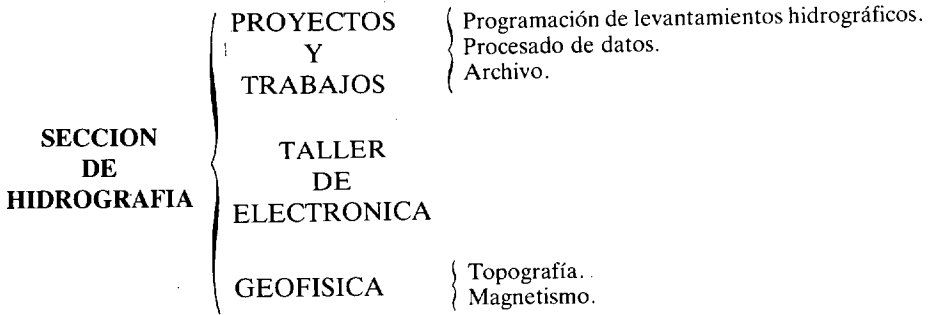 SECCION
DE
HIDROGRAFIA
PROYECTOS
Y
TRABAJOS
Programación de levantamientos hidrográficos.
Procesado de datos.
Archivo.
TALLER
DE
ELECTRONICA
GEOFISICA
Topografía.
Magnetismo.